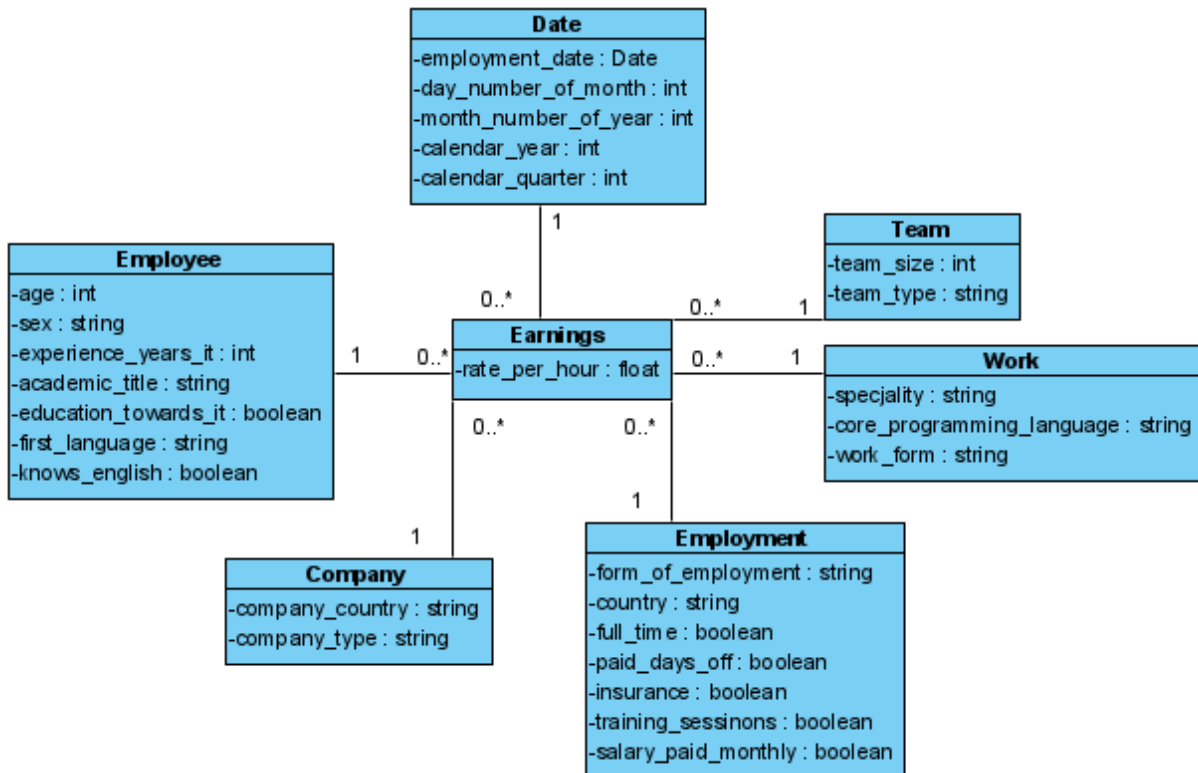 Date
-employment_date : Date
-day_number_of_month : int
-month_number_of_year : int
-calendar_year : int
-calendar_quarter : int
1
0..*
Team
-team_size : int
-team_type : string
0..*
1
Employee
-age : int
-sex : string
-experience_years_it : int
-academic_title : string
-education_towards_it : boolean
-first_language : string
-knows_english : boolean
1
0..*
Earnings
-rate_per_hour : float
0..*
1
Work
-specjality : string
-core_programming_language : string
-work_form : string
0..*
0..*
1
1
Company
-company_country : string
-company_type : string
Employment
-form_of_employment : string
-country : string
-full_time : boolean
-paid_days_off : boolean
-insurance : boolean
-training_sessinons : boolean
-salary_paid_monthly : boolean